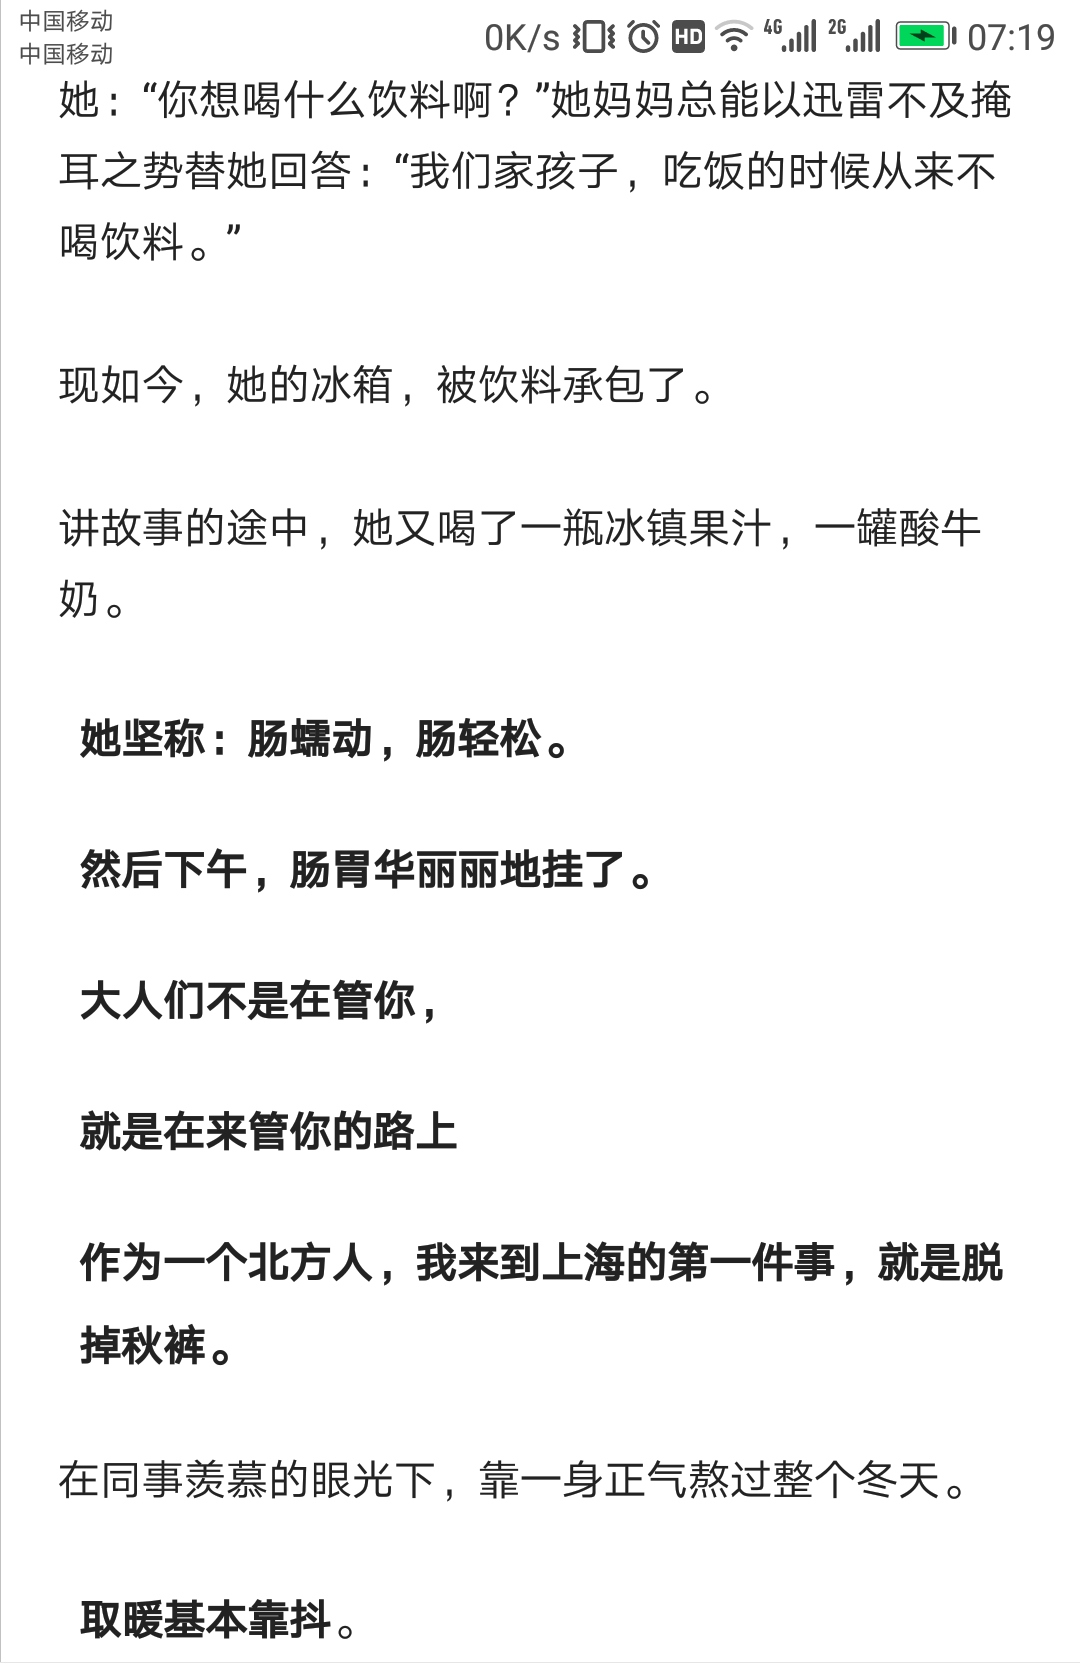 中国移动
中国移动
0K/s HD 4G 2G 07:19
她：“你想喝什么饮料啊？”她妈妈总能以迅雷不及掩
耳之势替她回答：“我们家孩子，吃饭的时候从来不
喝饮料。”
现如今，她的冰箱，被饮料承包了。
讲故事的途中，她又喝了一瓶冰镇果汁，一罐酸牛
奶。
她坚称：肠蠕动，肠轻松。
然后下午，肠胃华丽丽地挂了。
大人们不是在管你，
就是在来管你的路上
作为一个北方人，我来到上海的第一件事，就是脱
掉秋裤。
在同事羡慕的眼光下，靠一身正气熬过整个冬天。
取暖基本靠抖。